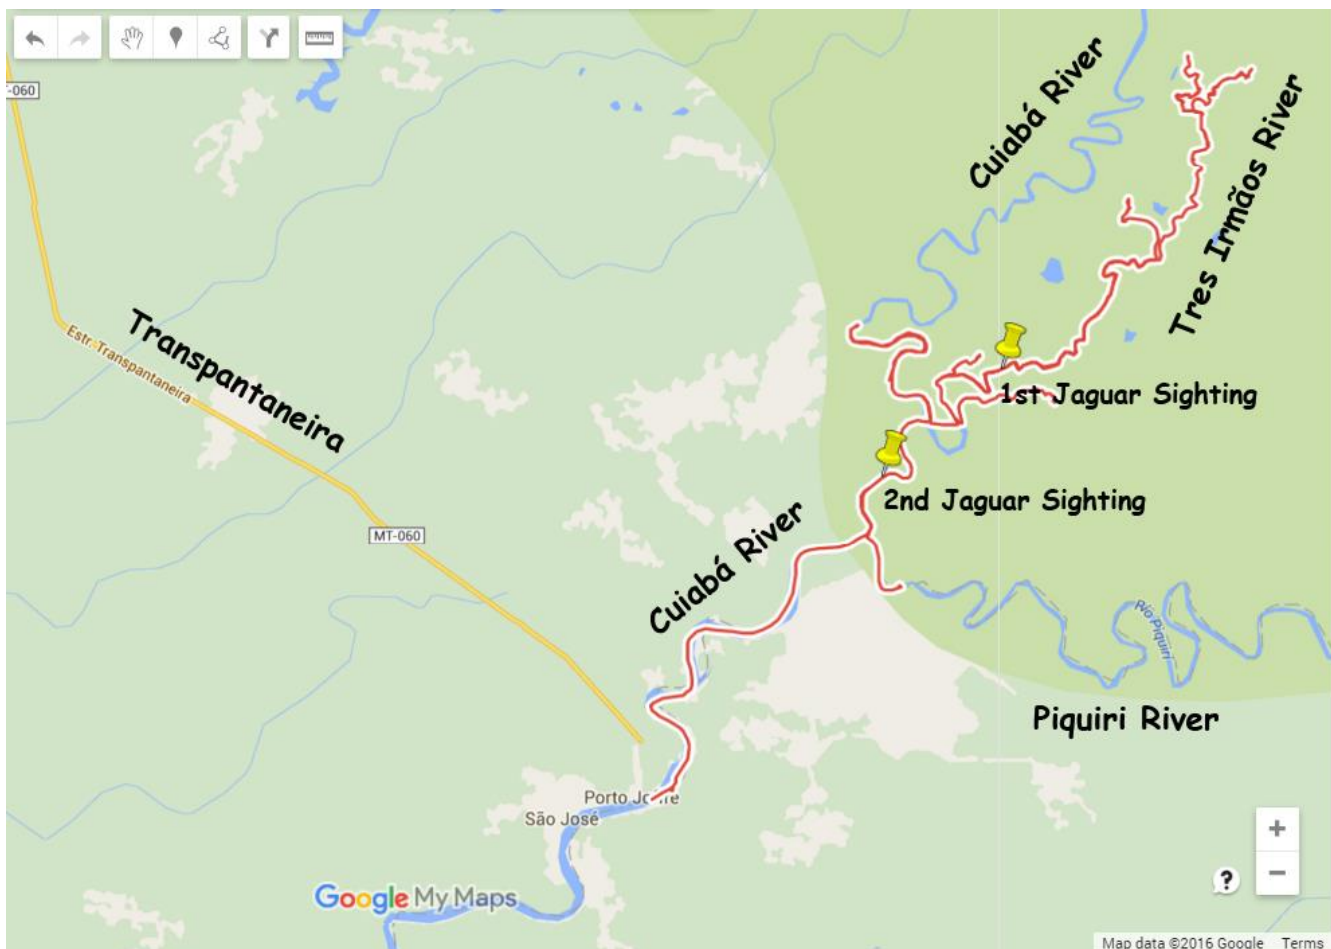 -060
Cuiabá River
Tres Irmãos River
Transpantaneira
Estr. Transpantaneira
1st Jaguar Sighting
2nd Jaguar Sighting
MT-060
Cuiabá River
Rio Piquiri
Piquiri River
Porto
São José
Google My Maps
?
+
−
Map data ©2016 Google Terms